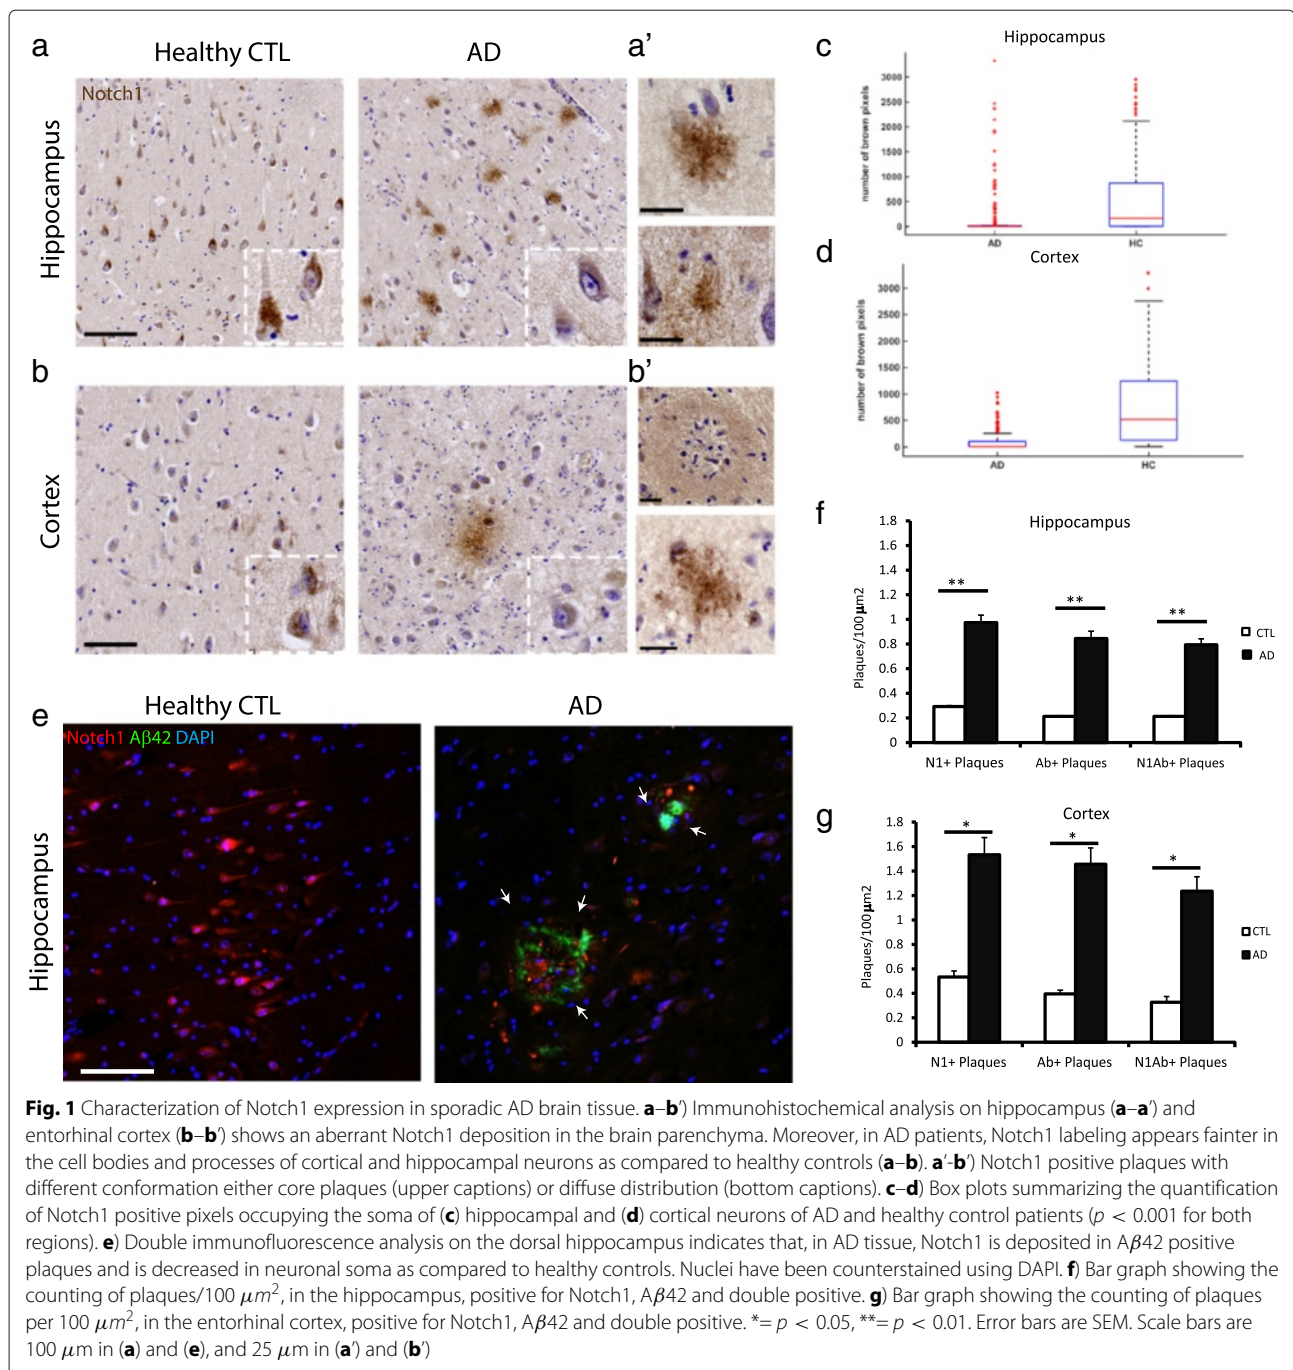 a
Healthy CTL
AD
a′
Notch1
Hippocampus
b
b′
Cortex
c
Hippocampus
number of brown pixels
3000
2500
2000
1500
1000
500
0
AD
HC
d
Cortex
number of brown pixels
3000
2500
2000
1500
1000
500
0
AD
HC
e
Healthy CTL
AD
Notch1 Aβ42 DAPI
Hippocampus
f
Hippocampus
Plaques/100µm2
1.8
1.6
1.4
1.2
1
0.8
0.6
0.4
0.2
0
**
**
**
N1+ Plaques
Ab+ Plaques
N1Ab+ Plaques
CTL
AD
g
Cortex
Plaques/100µm2
1.8
1.6
1.4
1.2
1
0.8
0.6
0.4
0.2
0
*
*
*
N1+ Plaques
Ab+ Plaques
N1Ab+ Plaques
CTL
AD
Fig. 1 Characterization of Notch1 expression in sporadic AD brain tissue. a–b′) Immunohistochemical analysis on hippocampus (a–a′) and
entorhinal cortex (b–b′) shows an aberrant Notch1 deposition in the brain parenchyma. Moreover, in AD patients, Notch1 labeling appears fainter in
the cell bodies and processes of cortical and hippocampal neurons as compared to healthy controls (a–b). a′-b′) Notch1 positive plaques with
different conformation either core plaques (upper captions) or diffuse distribution (bottom captions). c–d) Box plots summarizing the quantification
of Notch1 positive pixels occupying the soma of (c) hippocampal and (d) cortical neurons of AD and healthy control patients (p < 0.001 for both
regions). e) Double immunofluorescence analysis on the dorsal hippocampus indicates that, in AD tissue, Notch1 is deposited in Aβ42 positive
plaques and is decreased in neuronal soma as compared to healthy controls. Nuclei have been counterstained using DAPI. f) Bar graph showing the
counting of plaques/100 μm², in the hippocampus, positive for Notch1, Aβ42 and double positive. g) Bar graph showing the counting of plaques
per 100 μm², in the entorhinal cortex, positive for Notch1, Aβ42 and double positive. *= p < 0.05, **= p < 0.01. Error bars are SEM. Scale bars are
100 μm in (a) and (e), and 25 μm in (a′) and (b′)